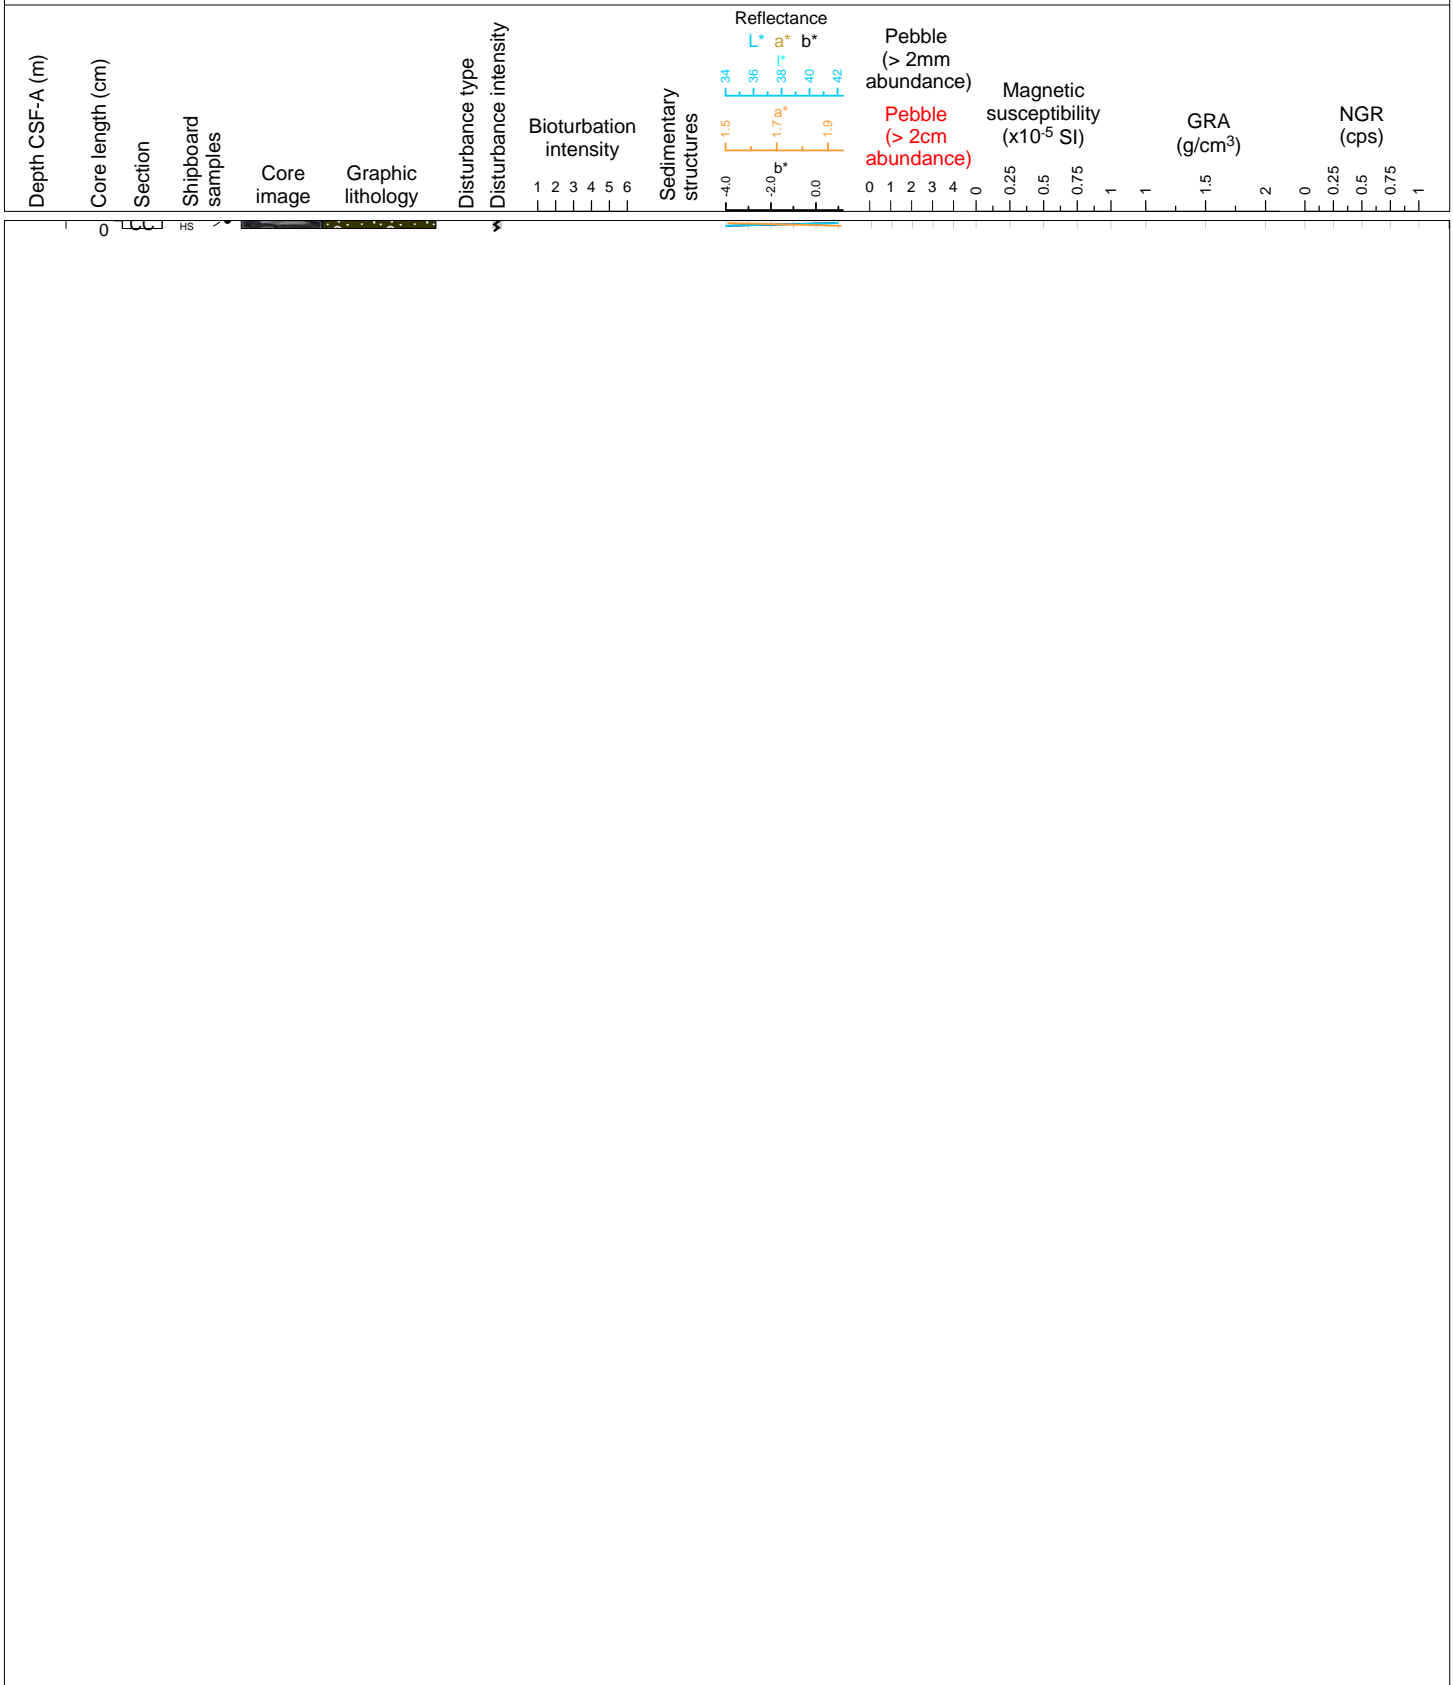 Depth CSF-A (m)
Core length (cm)
Section
Shipboard
samples
Core
image
Graphic
lithology
Disturbance type
Disturbance intensity
Bioturbation
intensity
1 2 3 4 5 6
Sedimentary
structures
Reflectance
L* a* b*
34 36 38 40 42
L*
1.5 1.7 1.9
a*
b*
-4.0 -2.0 0.0
Pebble
(> 2mm
abundance)
Pebble
(> 2cm
abundance)
0 1 2 3 4
Magnetic
susceptibility
(x10-5 SI)
0 0.25 0.5 0.75 1
GRA
(g/cm3)
1 1.5 2
NGR
(cps)
0 0.25 0.5 0.75 1
0 CC HS